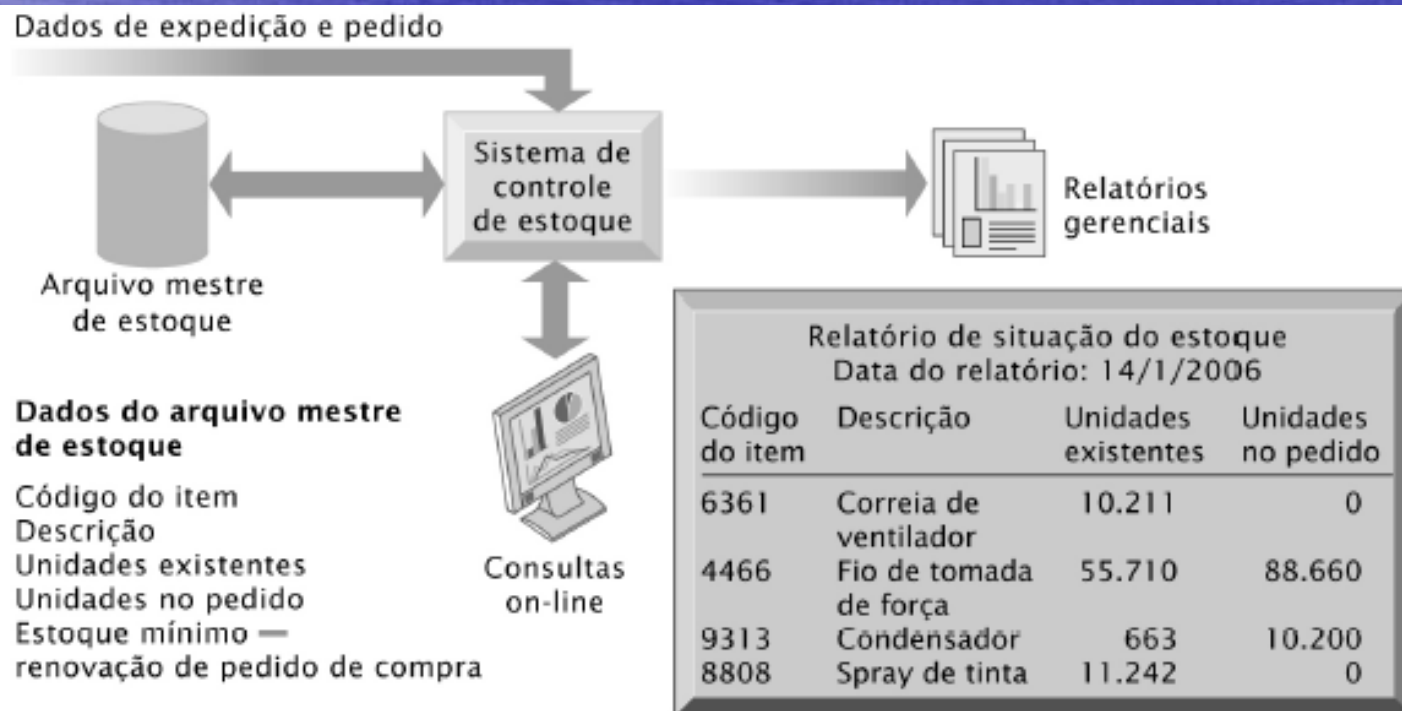 Dados de expedição e pedido
Sistema de
controle
de estoque
Relatórios
gerenciais
Arquivo mestre
de estoque
Consultas
on-line
Dados do arquivo mestre
de estoque
Código do item
Descrição
Unidades existentes
Unidades no pedido
Estoque mínimo —
renovação de pedido de compra
Relatório de situação do estoque
Data do relatório: 14/1/2006
Código Descrição Unidades Unidades
do item existentes no pedido
6361 Correia de 10.211 0
ventilador
4466 Fio de tomada 55.710 88.660
de força
9313 Condensador 663 10.200
8808 Spray de tinta 11.242 0